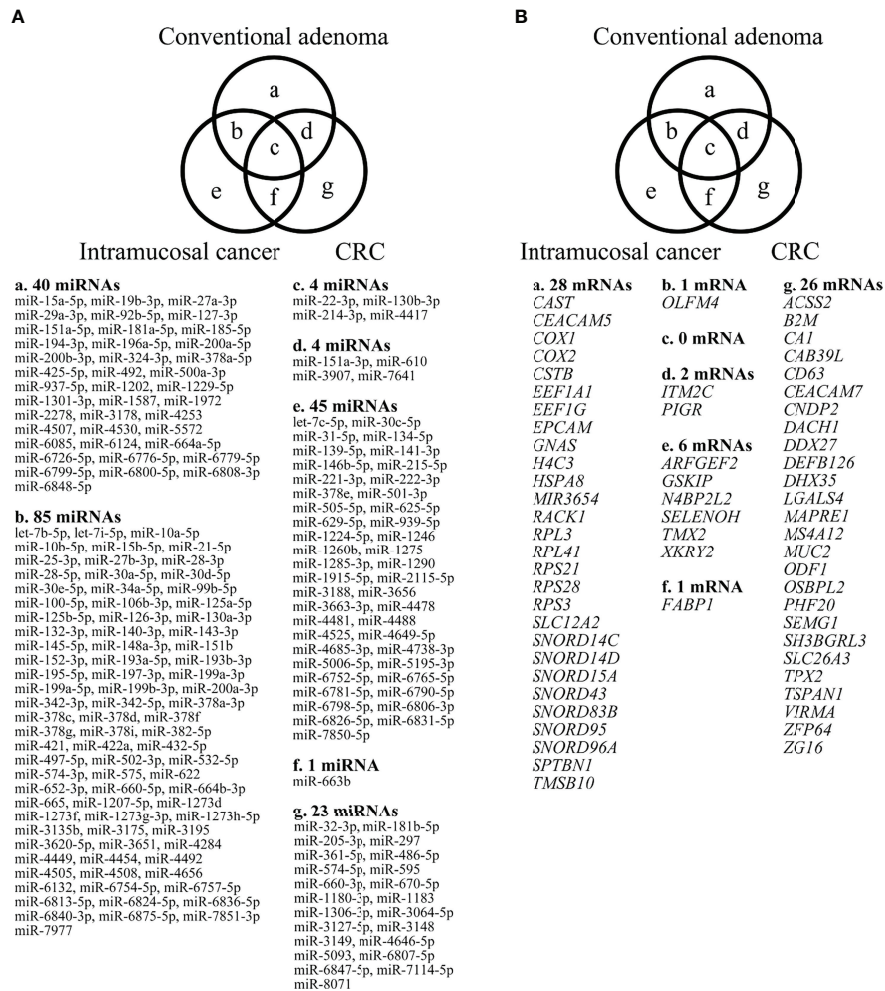 A
Conventional adenoma
a
b
d
c
e
f
g
Intramucosal cancer
CRC
a. 40 miRNAs
miR-15a-5p, miR-19b-3p, miR-27a-3p
miR-29a-3p, miR-92b-5p, miR-127-3p
miR-151a-5p, miR-181a-5p, miR-185-5p
miR-194-3p, miR-196a-5p, miR-200a-5p
miR-200b-3p, miR-324-3p, miR-378a-5p
miR-425-5p, miR-492, miR-500a-3p
miR-937-5p, miR-1202, miR-1229-5p
miR-1301-3p, miR-1587, miR-1972
miR-2278, miR-3178, miR-4253
miR-4507, miR-4530, miR-5572
miR-6085, miR-6124, miR-664a-5p
miR-6726-5p, miR-6776-5p, miR-6779-5p
miR-6799-5p, miR-6800-5p, miR-6808-3p
miR-6848-5p
b. 85 miRNAs
let-7b-5p, let-7i-5p, miR-10a-5p
miR-10b-5p, miR-15b-5p, miR-21-5p
miR-25-3p, miR-27b-3p, miR-28-3p
miR-28-5p, miR-30a-5p, miR-30d-5p
miR-30e-5p, miR-34a-5p, miR-99b-5p
miR-100-5p, miR-106b-3p, miR-125a-5p
miR-125b-5p, miR-126-3p, miR-130a-3p
miR-132-3p, miR-140-3p, miR-143-3p
miR-145-5p, miR-148a-3p, miR-151b
miR-152-3p, miR-193a-5p, miR-193b-3p
miR-195-5p, miR-197-3p, miR-199a-3p
miR-199a-5p, miR-199b-3p, miR-200a-3p
miR-342-3p, miR-342-5p, miR-378a-3p
miR-378c, miR-378d, miR-378f
miR-378g, miR-378i, miR-382-5p
miR-421, miR-422a, miR-432-5p
miR-497-5p, miR-502-3p, miR-532-5p
miR-574-3p, miR-575, miR-622
miR-652-3p, miR-660-5p, miR-664b-3p
miR-665, miR-1207-5p, miR-1273d
miR-1273f, miR-1273g-3p, miR-1273h-5p
miR-3135b, miR-3175, miR-3195
miR-3620-5p, miR-3651, miR-4284
miR-4449, miR-4454, miR-4492
miR-4505, miR-4508, miR-4656
miR-6132, miR-6754-5p, miR-6757-5p
miR-6813-5p, miR-6824-5p, miR-6836-5p
miR-6840-3p, miR-6875-5p, miR-7851-3p
miR-7977
c. 4 miRNAs
miR-22-3p, miR-130b-3p
miR-214-3p, miR-4417
d. 4 miRNAs
miR-151a-3p, miR-610
miR-3907, miR-7641
e. 45 miRNAs
let-7c-5p, miR-30c-5p
miR-31-5p, miR-134-5p
miR-139-5p, miR-141-3p
miR-146b-5p, miR-215-5p
miR-221-3p, miR-222-3p
miR-378e, miR-501-3p
miR-505-5p, miR-625-5p
miR-629-5p, miR-939-5p
miR-1224-5p, miR-1246
miR-1260b, miR-1275
miR-1285-3p, miR-1290
miR-1915-5p, miR-2115-5p
miR-3188, miR-3656
miR-3663-3p, miR-4478
miR-4481, miR-4488
miR-4525, miR-4649-5p
miR-4685-3p, miR-4738-3p
miR-5006-5p, miR-5195-3p
miR-6752-5p, miR-6765-5p
miR-6781-5p, miR-6790-5p
miR-6798-5p, miR-6806-3p
miR-6826-5p, miR-6831-5p
miR-7850-5p
f. 1 miRNA
miR-663b
g. 23 miRNAs
miR-32-3p, miR-181b-5p
miR-205-3p, miR-297
miR-361-5p, miR-486-5p
miR-574-5p, miR-595
miR-660-3p, miR-670-5p
miR-1180-3p, miR-1183
miR-1306-3p, miR-3064-5p
miR-3127-5p, miR-3148
miR-3149, miR-4646-5p
miR-5093, miR-6807-5p
miR-6847-5p, miR-7114-5p
miR-8071
B
Conventional adenoma
a
b
d
c
e
f
g
Intramucosal cancer
CRC
a. 28 mRNAs
CAST
CEACAM5
COX1
COX2
CSTB
EEF1A1
EEF1G
EPCAM
GNAS
H4C3
HSPA8
MIR3654
RACK1
RPL3
RPL41
RPS21
RPS28
RPS3
SLC12A2
SNORD14C
SNORD14D
SNORD15A
SNORD43
SNORD83B
SNORD95
SNORD96A
SPTBN1
TMSB10
b. 1 mRNA
OLFM4
c. 0 mRNA
d. 2 mRNAs
ITM2C
PIGR
e. 6 mRNAs
ARFGEF2
GSKIP
N4BP2L2
SELENOH
TMX2
XKRY2
f. 1 mRNA
FABP1
g. 26 mRNAs
ACSS2
B2M
CA1
CAB39L
CD63
CEACAM7
CNDP2
DACH1
DDX27
DEFB126
DHX35
LGALS4
MAPRE1
MS4A12
MUC2
ODF1
OSBPL2
PHF20
SEMG1
SH3BGRL3
SLC26A3
TPX2
TSPAN1
VIRMA
ZFP64
ZG16